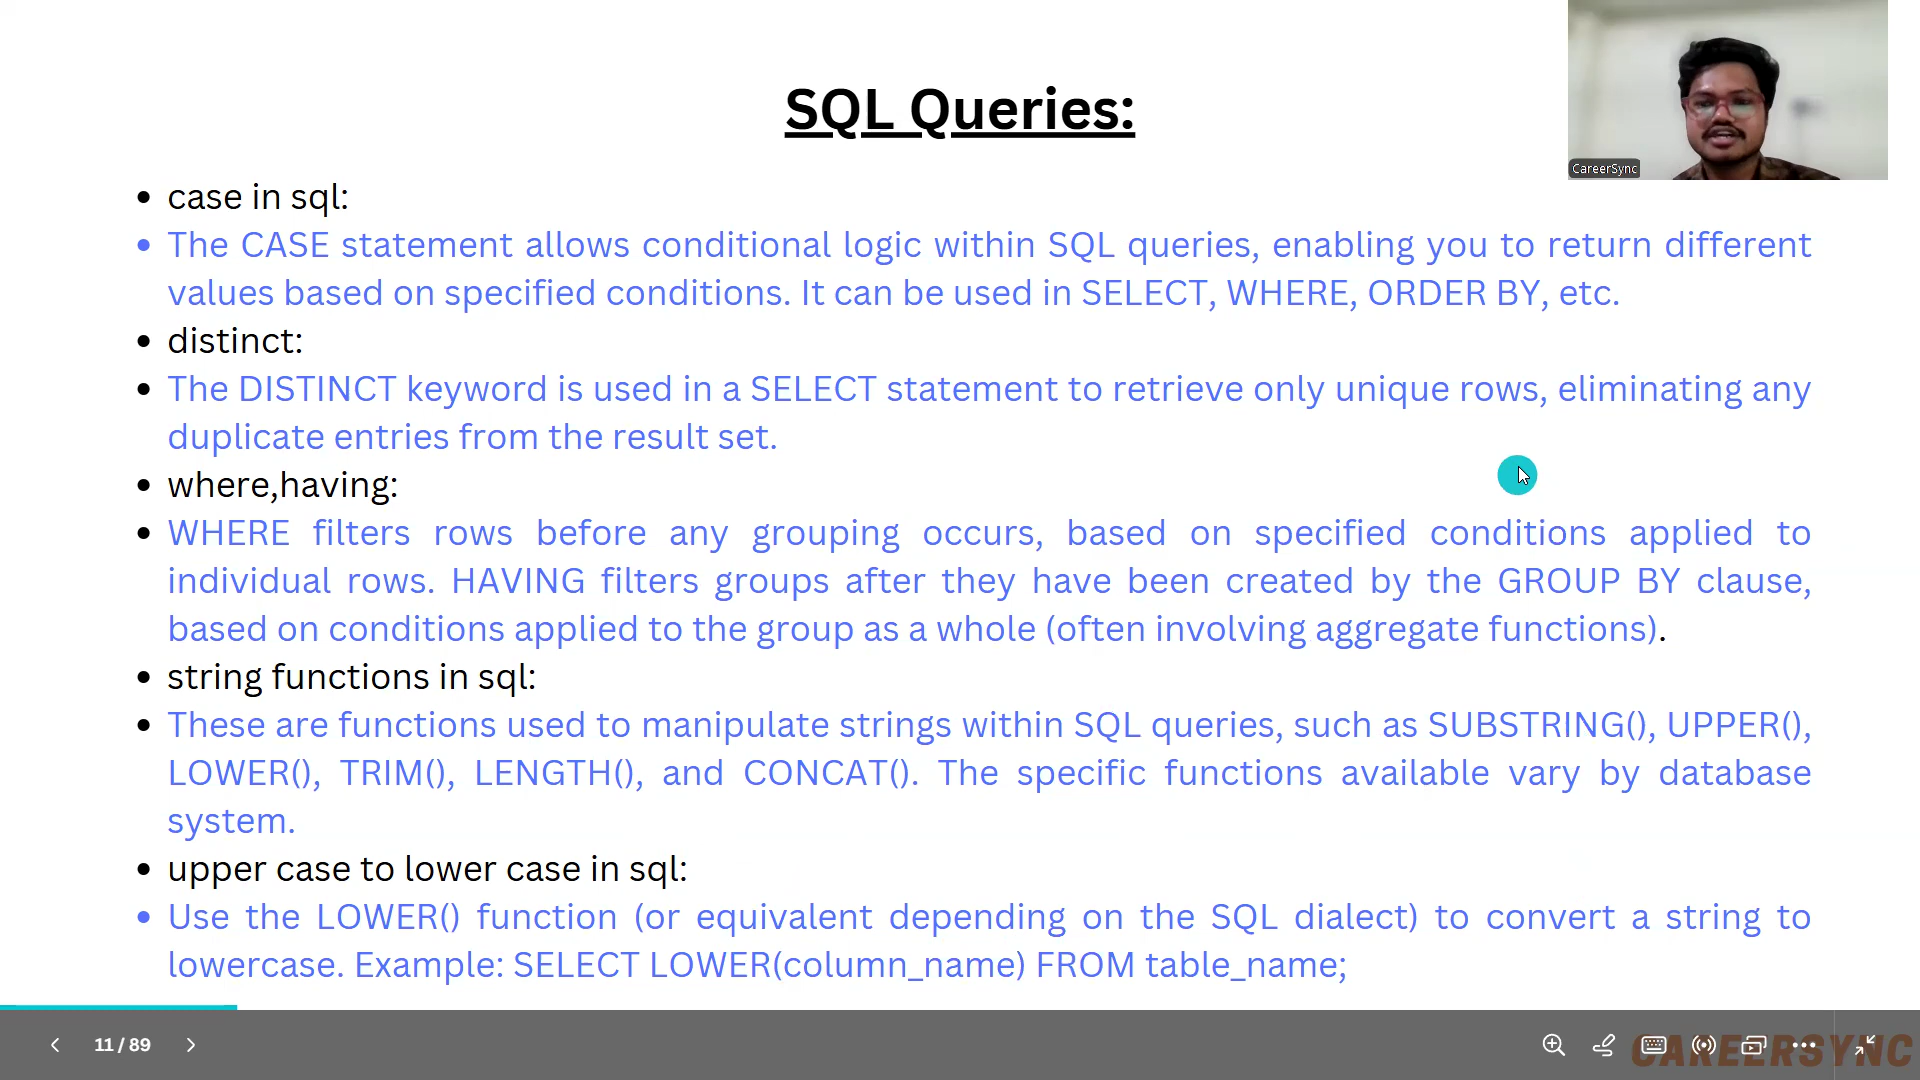 SQL Queries:
CareerSync
• case in sql:
• The CASE statement allows conditional logic within SQL queries, enabling you to return different
values based on specified conditions. It can be used in SELECT, WHERE, ORDER BY, etc.
• distinct:
• The DISTINCT keyword is used in a SELECT statement to retrieve only unique rows, eliminating any
duplicate entries from the result set.
• where,having:
• WHERE filters rows before any grouping occurs, based on specified conditions applied to
individual rows. HAVING filters groups after they have been created by the GROUP BY clause,
based on conditions applied to the group as a whole (often involving aggregate functions).
• string functions in sql:
• These are functions used to manipulate strings within SQL queries, such as SUBSTRING(), UPPER(),
LOWER(), TRIM(), LENGTH(), and CONCAT(). The specific functions available vary by database
system.
• upper case to lower case in sql:
• Use the LOWER() function (or equivalent depending on the SQL dialect) to convert a string to
lowercase. Example: SELECT LOWER(column_name) FROM table_name;
11 / 89
CAREERSYNC